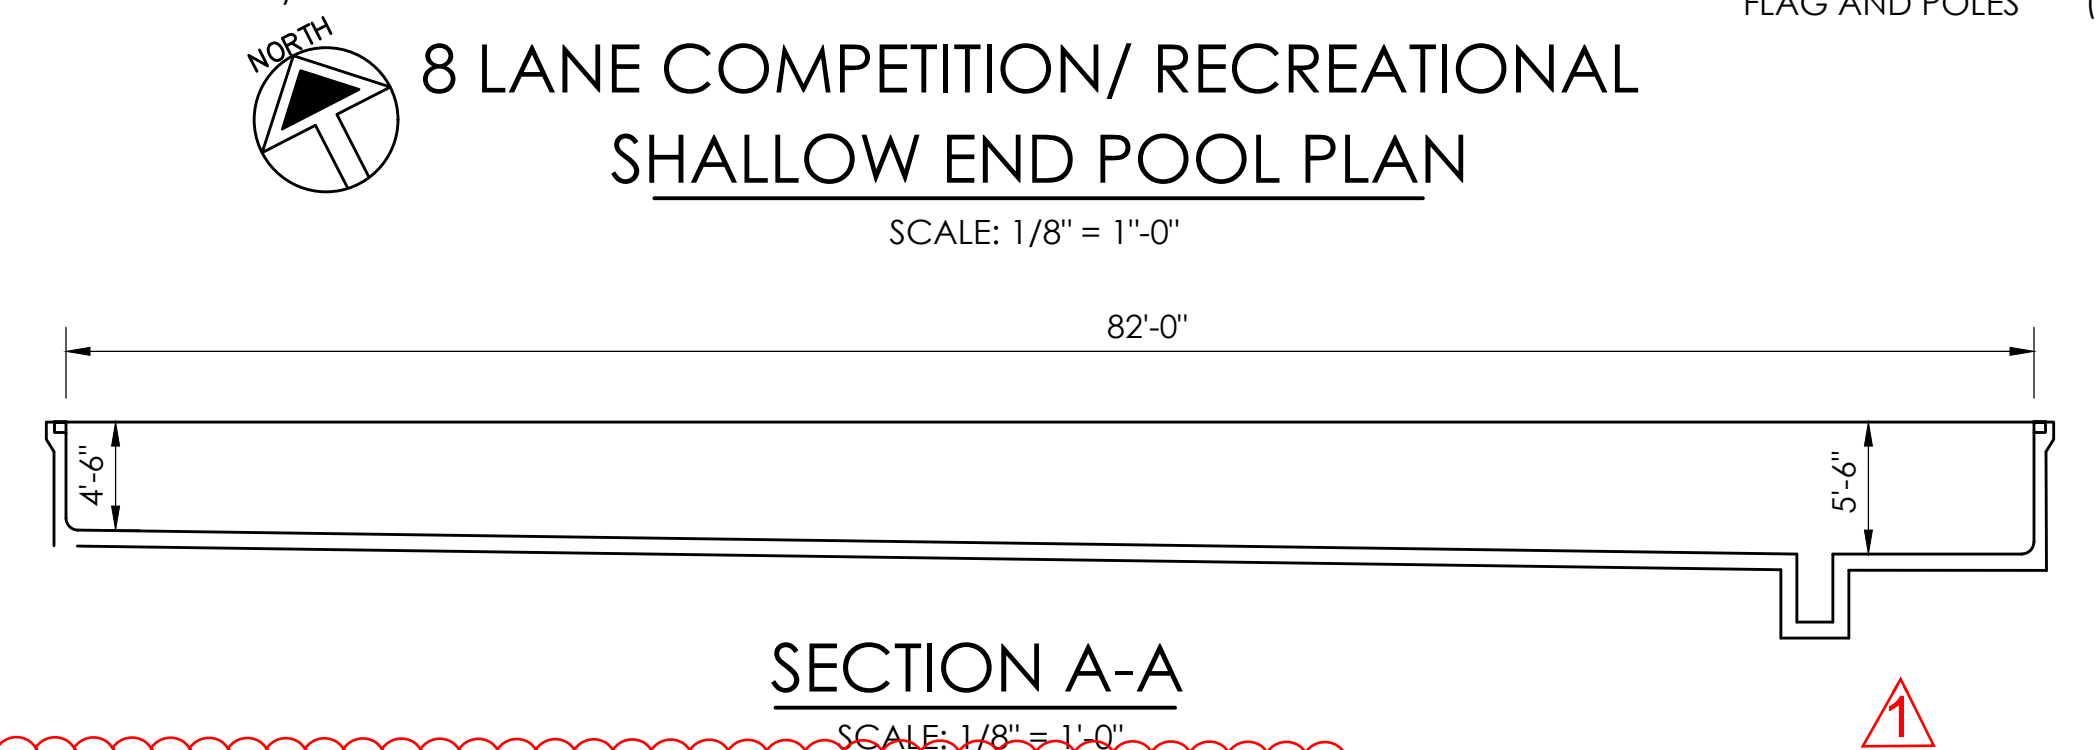 FLAG AND POLES
NORTH
8 LANE COMPETITION/ RECREATIONAL
SHALLOW END POOL PLAN
SCALE: 1/8" = 1"-0"
82'-0"
4'-6"
5'-6"
SECTION A-A
SCALE: 1/8" = 1'-0"
1